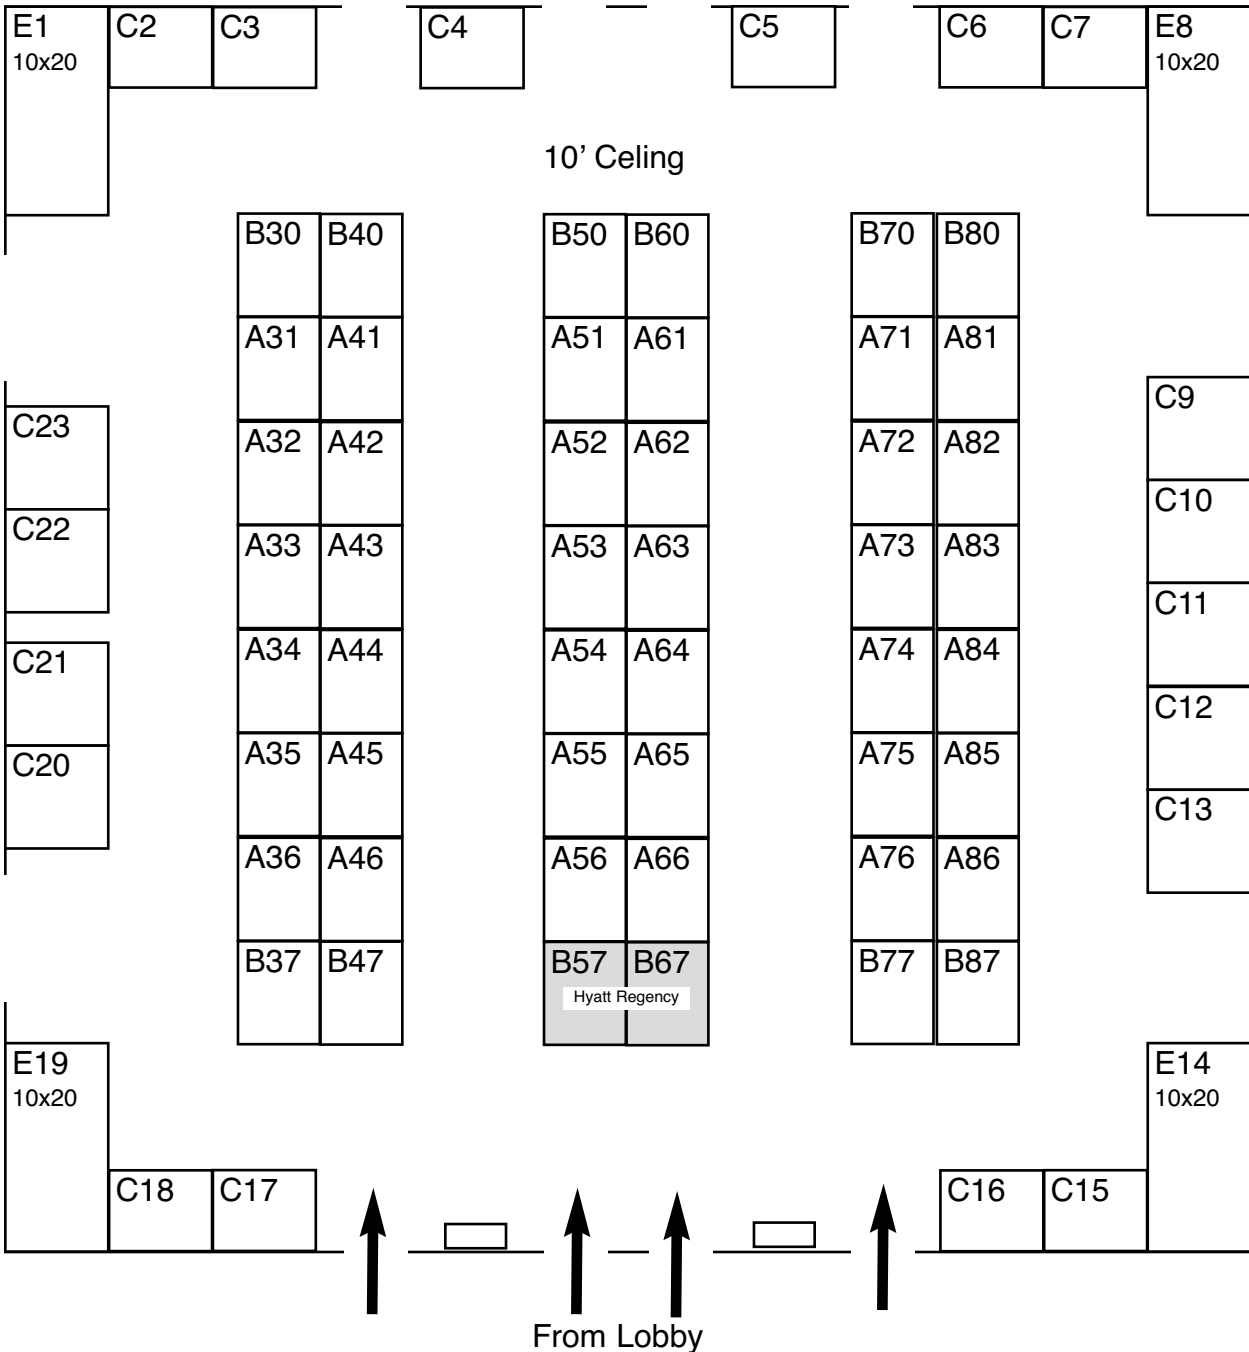 E1 C2 C3 C4 C5 C6 C7 E8
10x20 10x20
10’ Celing
B30 B40 B50 B60 B70 B80
A31 A41 A51 A61 A71 A81
C9
C23 A32 A42 A52 A62 A72 A82
C10
C22 A33 A43 A53 A63 A73 A83
C11
C21 A34 A44 A54 A64 A74 A84
C12
C20 A35 A45 A55 A65 A75 A85
C13
A36 A46 A56 A66 A76 A86
B37 B47 B57 B67 B77 B87
Hyatt Regency
E19 E14
10x20 10x20
C18 C17 C16 C15
From Lobby